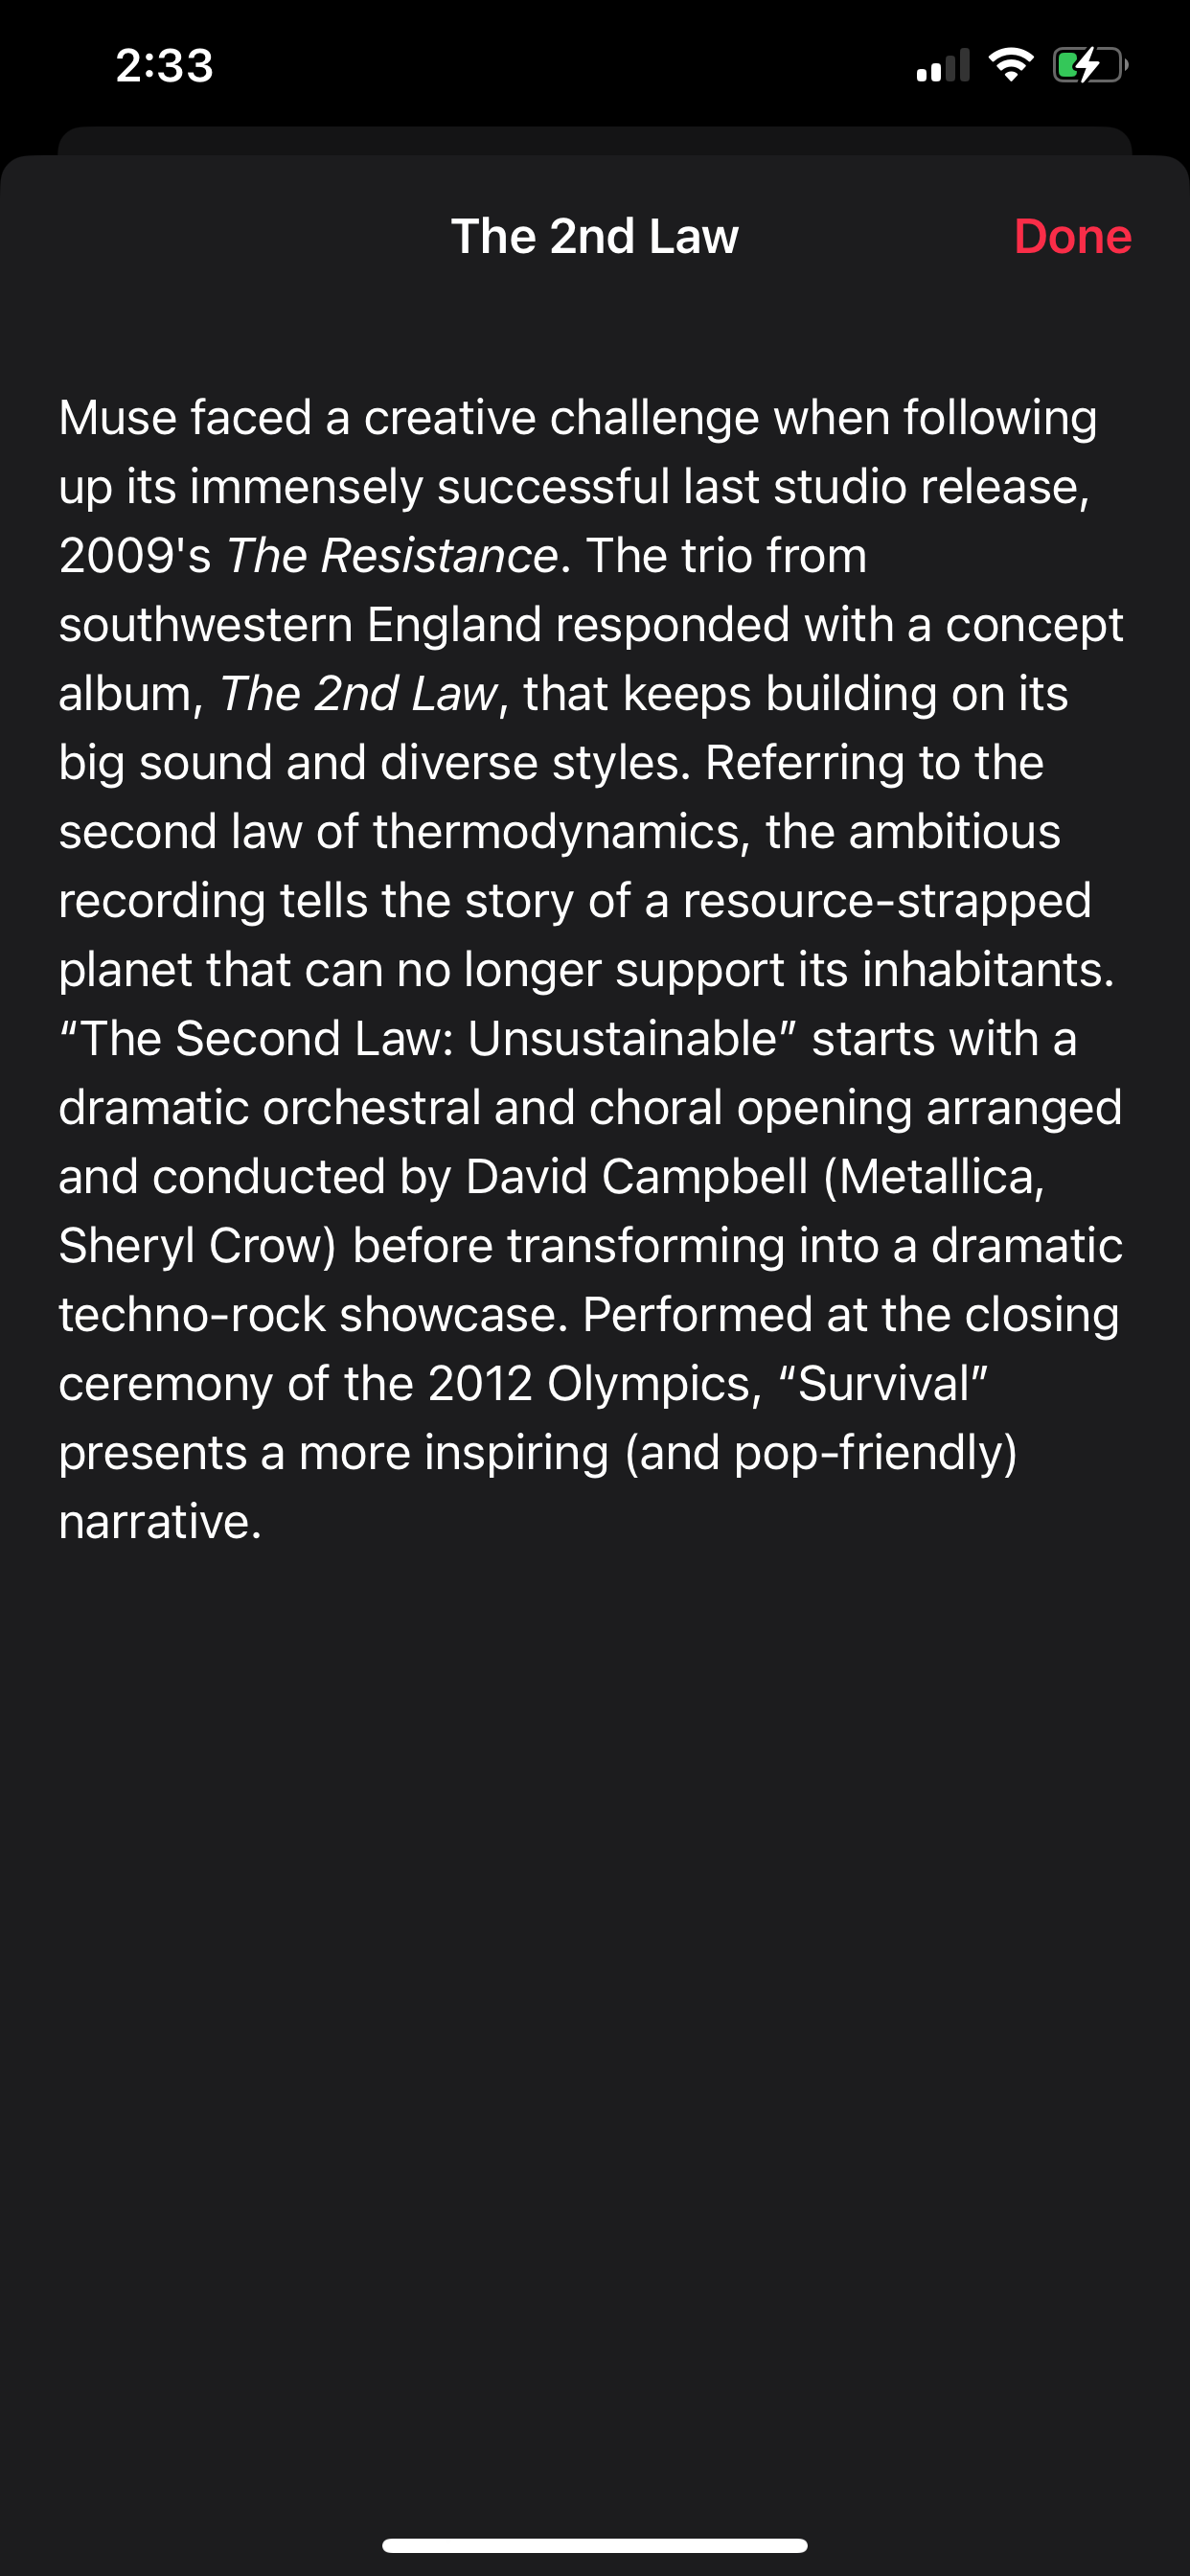 2:33
The 2nd Law
Done
Muse faced a creative challenge when following
up its immensely successful last studio release,
2009's The Resistance. The trio from
southwestern England responded with a concept
album, The 2nd Law, that keeps building on its
big sound and diverse styles. Referring to the
second law of thermodynamics, the ambitious
recording tells the story of a resource-strapped
planet that can no longer support its inhabitants.
“The Second Law: Unsustainable” starts with a
dramatic orchestral and choral opening arranged
and conducted by David Campbell (Metallica,
Sheryl Crow) before transforming into a dramatic
techno-rock showcase. Performed at the closing
ceremony of the 2012 Olympics, “Survival”
presents a more inspiring (and pop-friendly)
narrative.